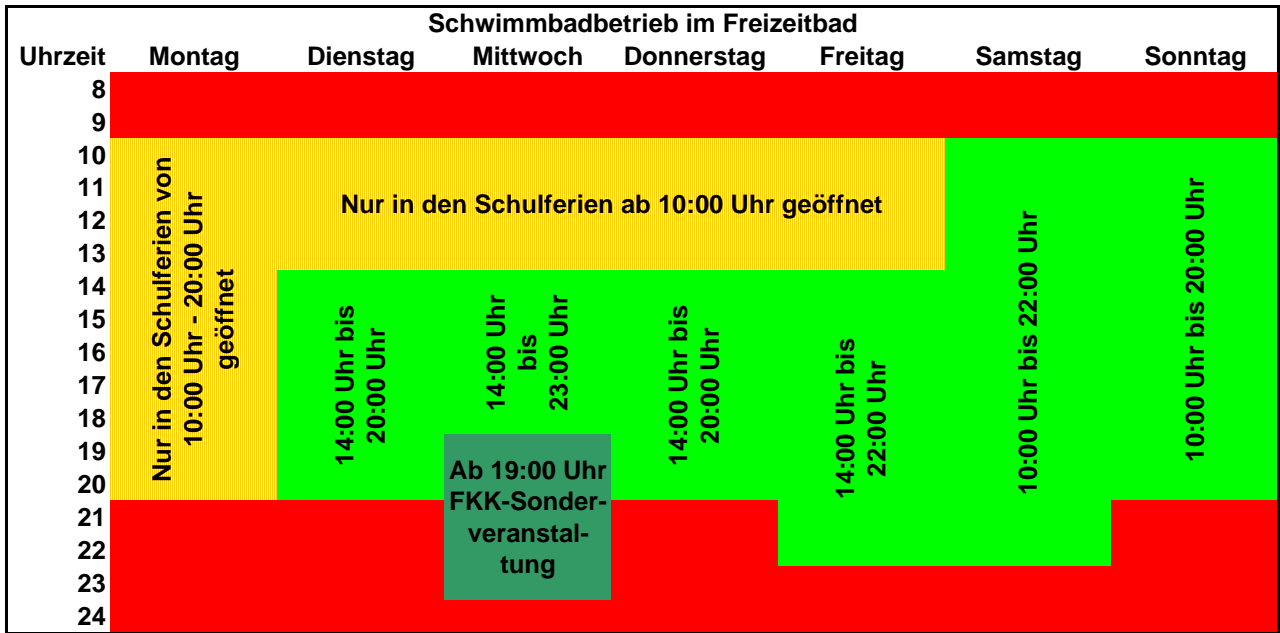 Schwimmbadbetrieb im Freizeitbad
Uhrzeit Montag Dienstag Mittwoch Donnerstag Freitag Samstag Sonntag
8
9
10
11
12
13
14
15
16
17
18
19
20
21
22
23
24
Nur in den Schulferien von
10:00 Uhr - 20:00 Uhr
geöffnet
Nur in den Schulferien ab 10:00 Uhr geöffnet
14:00 Uhr bis
20:00 Uhr
14:00 Uhr
bis
23:00 Uhr
Ab 19:00 Uhr
FKK-Sonder-
veranstal-
tung
14:00 Uhr bis
20:00 Uhr
14:00 Uhr bis
22:00 Uhr
10:00 Uhr bis 22:00 Uhr
10:00 Uhr bis 20:00 Uhr